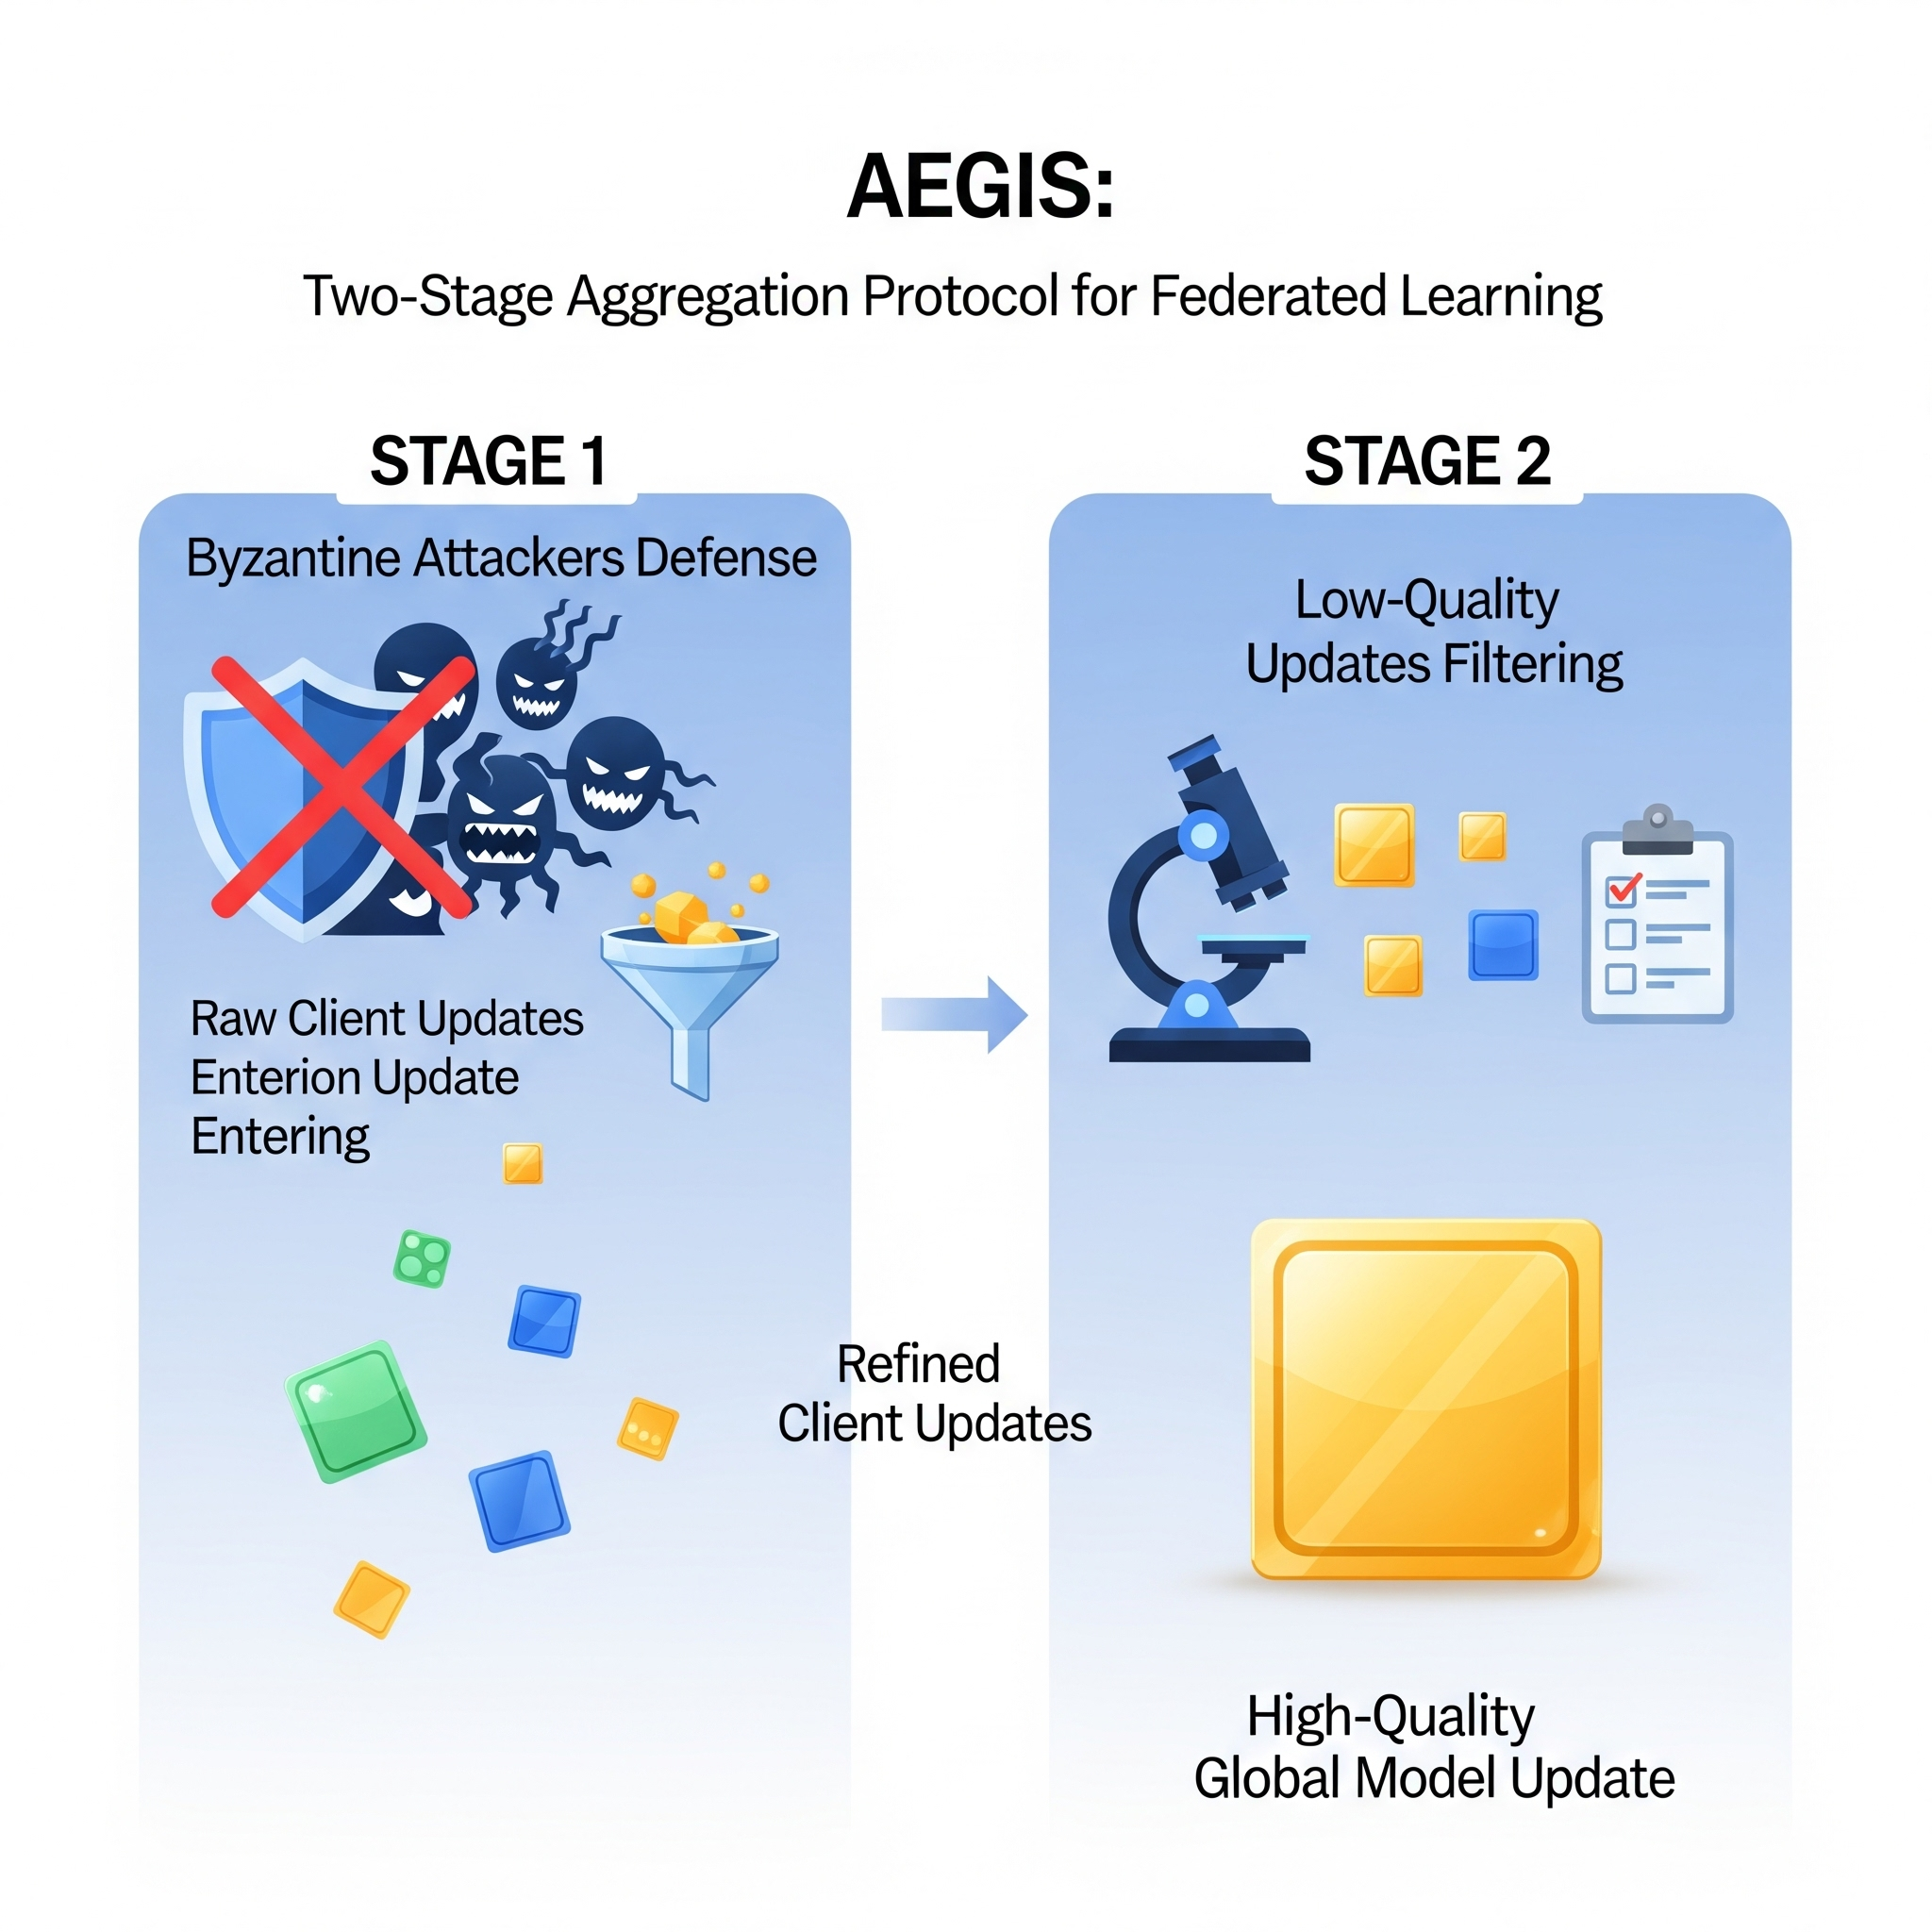 AEGIS:
Two-Stage Aggregation Protocol for Federated Learning
STAGE 1
Byzantine Attackers Defense
Raw Client Updates
Enterion Update
Entering
Refined
Client Updates
STAGE 2
Low-Quality
Updates Filtering
High-Quality
Global Model Update